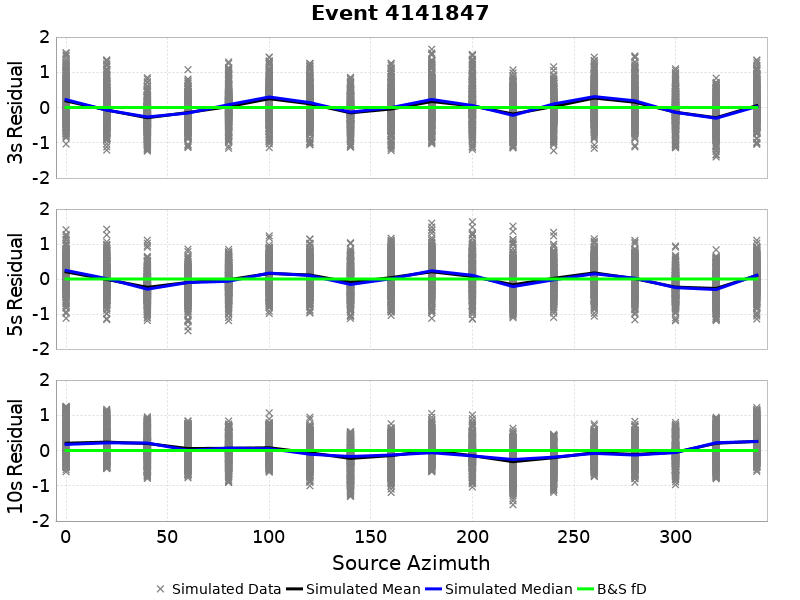 Event 4141847
3s Residual
2
1
0
-1
-2
5s Residual
2
1
0
-1
-2
10s Residual
2
1
0
-1
-2
0 50 100 150 200 250 300
Source Azimuth
Simulated Data Simulated Mean Simulated Median B&S fD